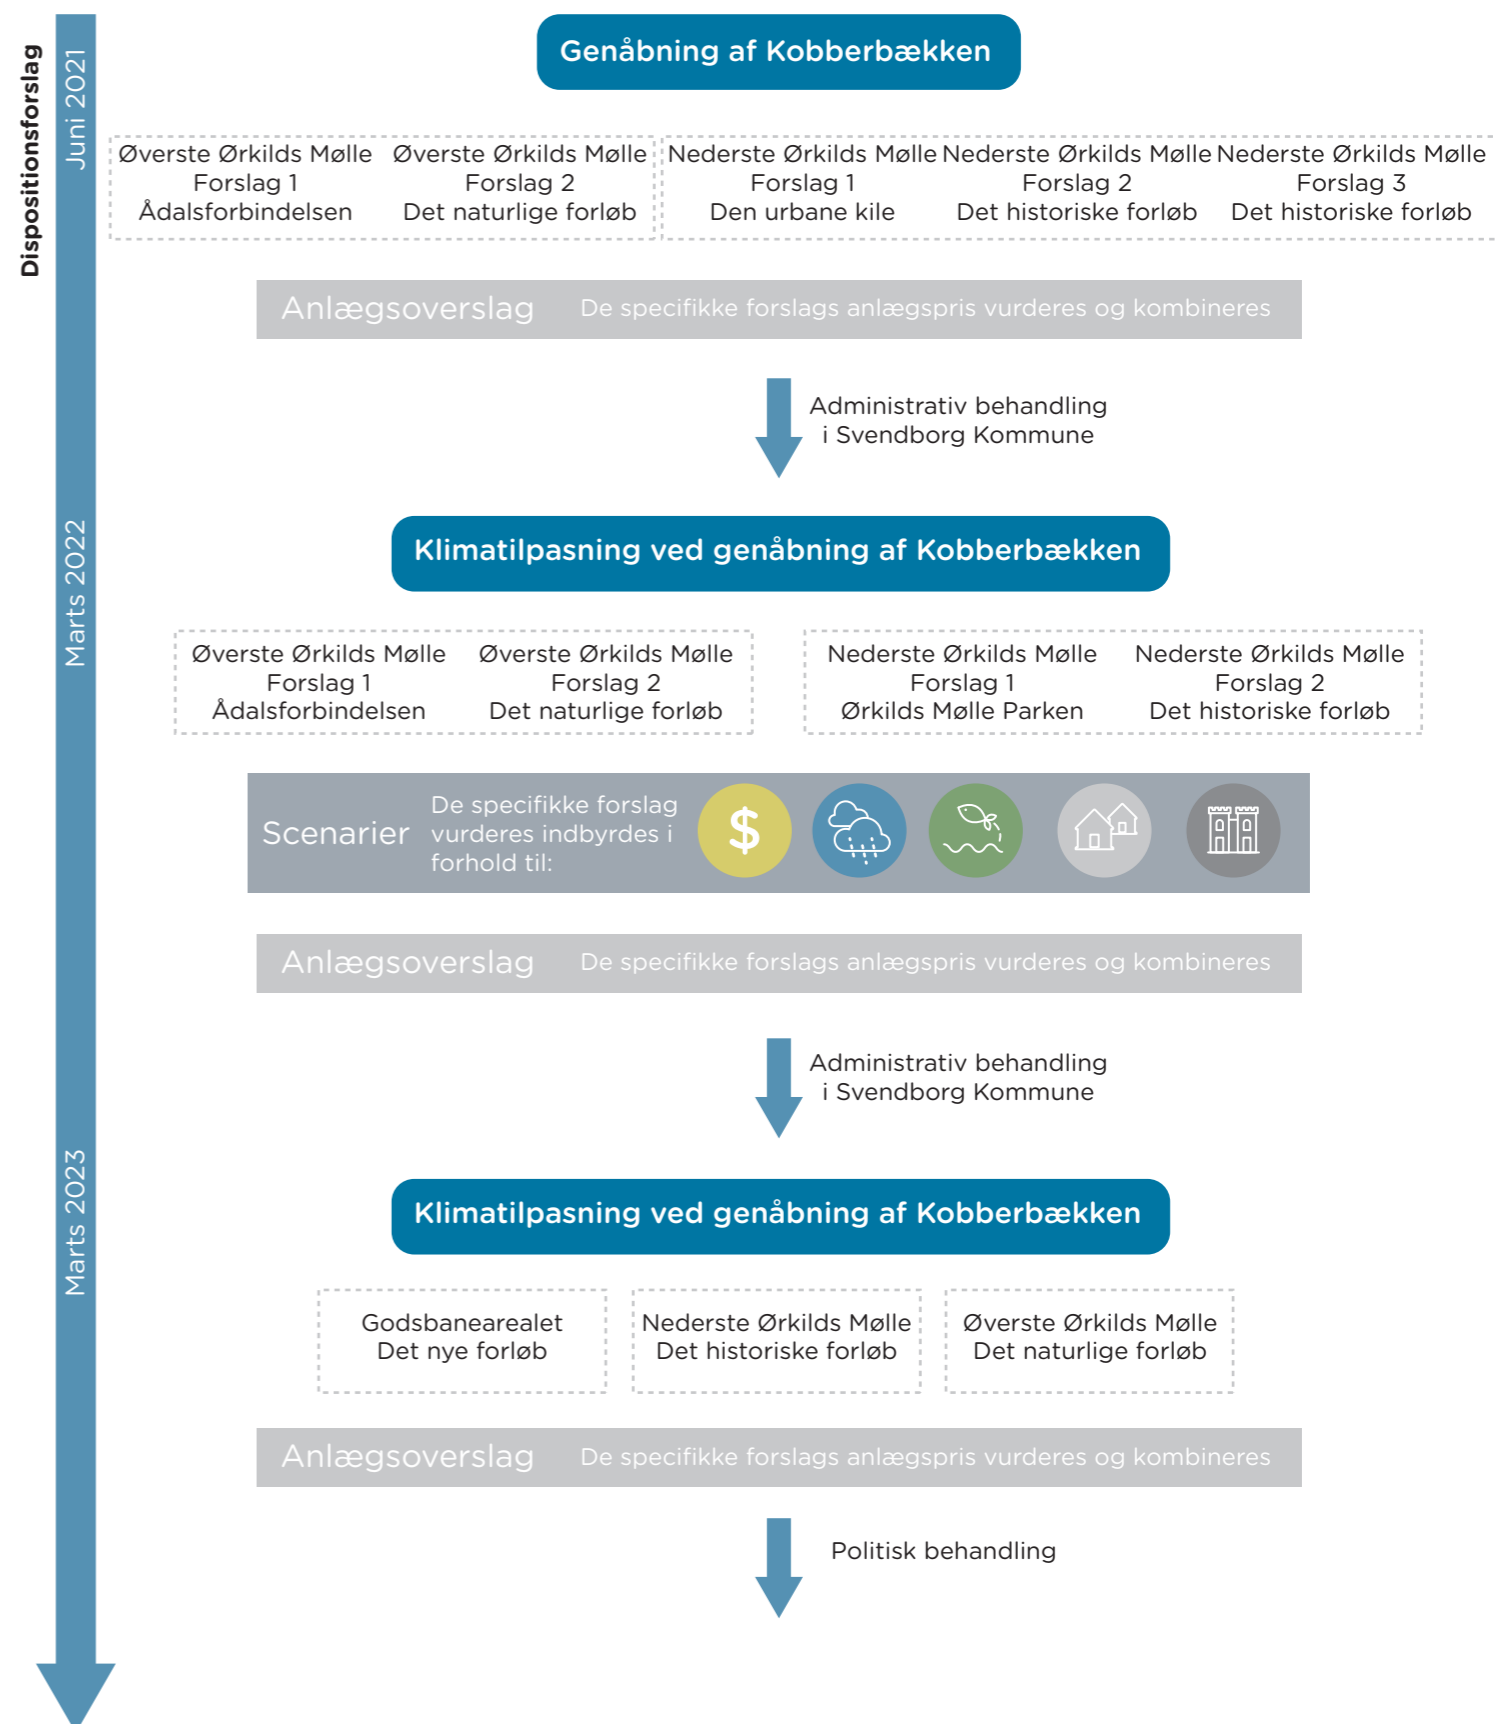 Dispositionsforslag
Juni 2021
Genåbning af Kobberbækken
Øverste Ørkilds Mølle
Forslag 1
Ådalsforbindelsen
Øverste Ørkilds Mølle
Forslag 2
Det naturlige forløb
Nederste Ørkilds Mølle
Forslag 1
Den urbane kile
Nederste Ørkilds Mølle
Forslag 2
Det historiske forløb
Nederste Ørkilds Mølle
Forslag 3
Det historiske forløb
Anlægsoverslag
De specifikke forslags anlægspris vurderes og kombineres
Administrativ behandling
i Svendborg Kommune
Marts 2022
Klimatilpasning ved genåbning af Kobberbækken
Øverste Ørkilds Mølle
Forslag 1
Ådalsforbindelsen
Øverste Ørkilds Mølle
Forslag 2
Det naturlige forløb
Nederste Ørkilds Mølle
Forslag 1
Ørkilds Mølle Parken
Nederste Ørkilds Mølle
Forslag 2
Det historiske forløb
Scenarier
De specifikke forslag
vurderes indbyrdes i
forhold til:
$
Anlægsoverslag
De specifikke forslags anlægspris vurderes og kombineres
Administrativ behandling
i Svendborg Kommune
Marts 2023
Klimatilpasning ved genåbning af Kobberbækken
Godsbanearealet
Det nye forløb
Nederste Ørkilds Mølle
Det historiske forløb
Øverste Ørkilds Mølle
Det naturlige forløb
Anlægsoverslag
De specifikke forslags anlægspris vurderes og kombineres
Politisk behandling